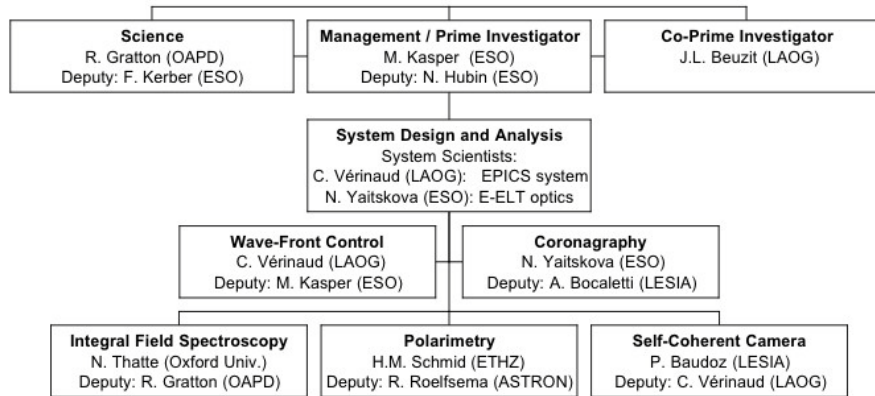 Science
R. Gratton (OAPD)
Deputy: F. Kerber (ESO)
Management / Prime Investigator
M. Kasper (ESO)
Deputy: N. Hubin (ESO)
Co-Prime Investigator
J.L. Beuzit (LAOG)
System Design and Analysis
System Scientists:
C. Vérinaud (LAOG): EPICS system
N. Yaitskova (ESO): E-ELT optics
Wave-Front Control
C. Vérinaud (LAOG)
Deputy: M. Kasper (ESO)
Coronagraphy
N. Yaitskova (ESO)
Deputy: A. Bocaletti (LESIA)
Integral Field Spectroscopy
N. Thatte (Oxford Univ.)
Deputy: R. Gratton (OAPD)
Polarimetry
H.M. Schmid (ETHZ)
Deputy: R. Roelfsema (ASTRON)
Self-Coherent Camera
P. Baudoz (LESIA)
Deputy: C. Vérinaud (LAOG)